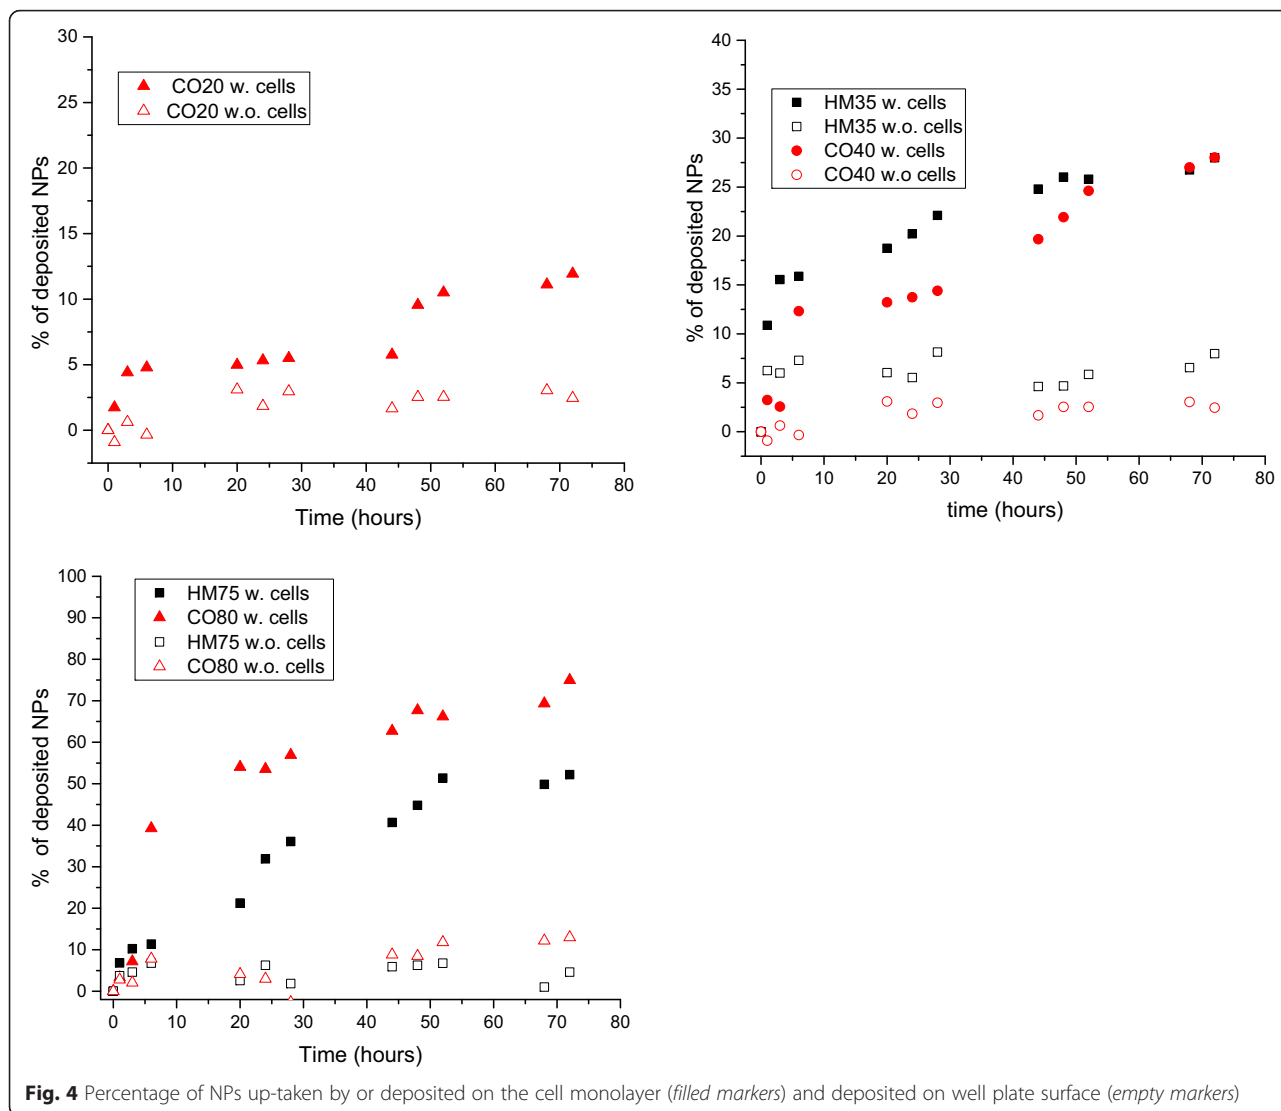 30
25
20
15
10
5
0
% of deposited NPs
CO20 w. cells
CO20 w.o. cells
0 10 20 30 40 50 60 70 80
Time (hours)
40
35
30
25
20
15
10
5
0
% of deposited NPs
HM35 w. cells
HM35 w.o. cells
CO40 w. cells
CO40 w.o cells
0 10 20 30 40 50 60 70 80
time (hours)
100
90
80
70
60
50
40
30
20
10
0
% of deposited NPs
HM75 w. cells
CO80 w. cells
HM75 w.o. cells
CO80 w.o. cells
0 10 20 30 40 50 60 70 80
Time (hours)
Fig. 4 Percentage of NPs up-taken by or deposited on the cell monolayer (filled markers) and deposited on well plate surface (empty markers)